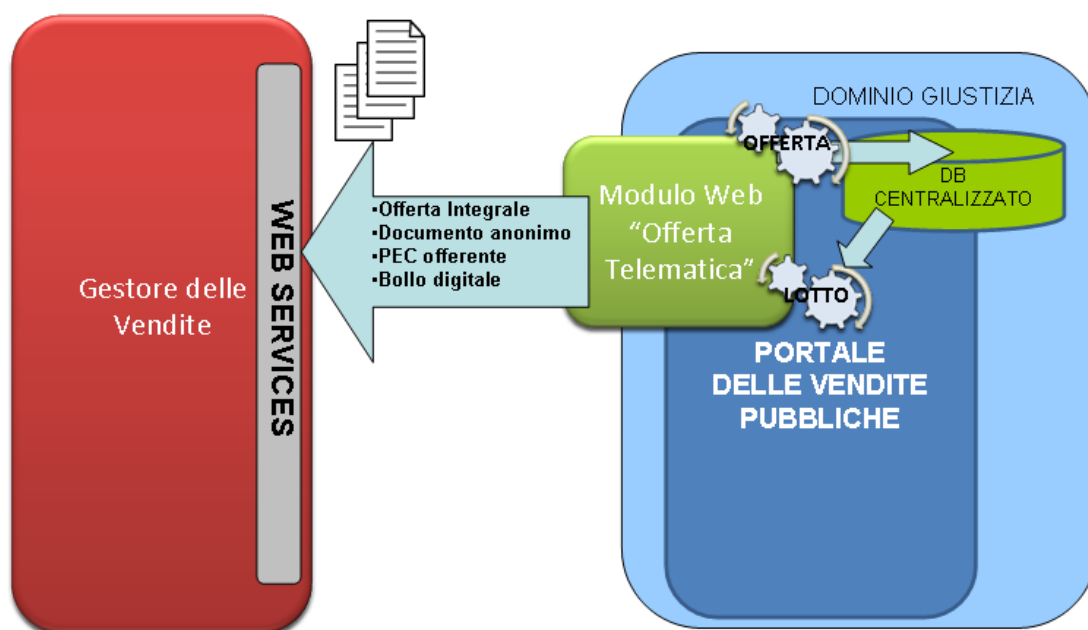 Gestore delle
Vendite
WEB SERVICES
▪Offerta Integrale
▪Documento anonimo
▪PEC offerente
▪Bollo digitale
Modulo Web
“Offerta
Telematica”
DOMINIO GIUSTIZIA
OFFERTA
DB
CENTRALIZZATO
LOTTO
PORTALE
DELLE VENDITE
PUBBLICHE